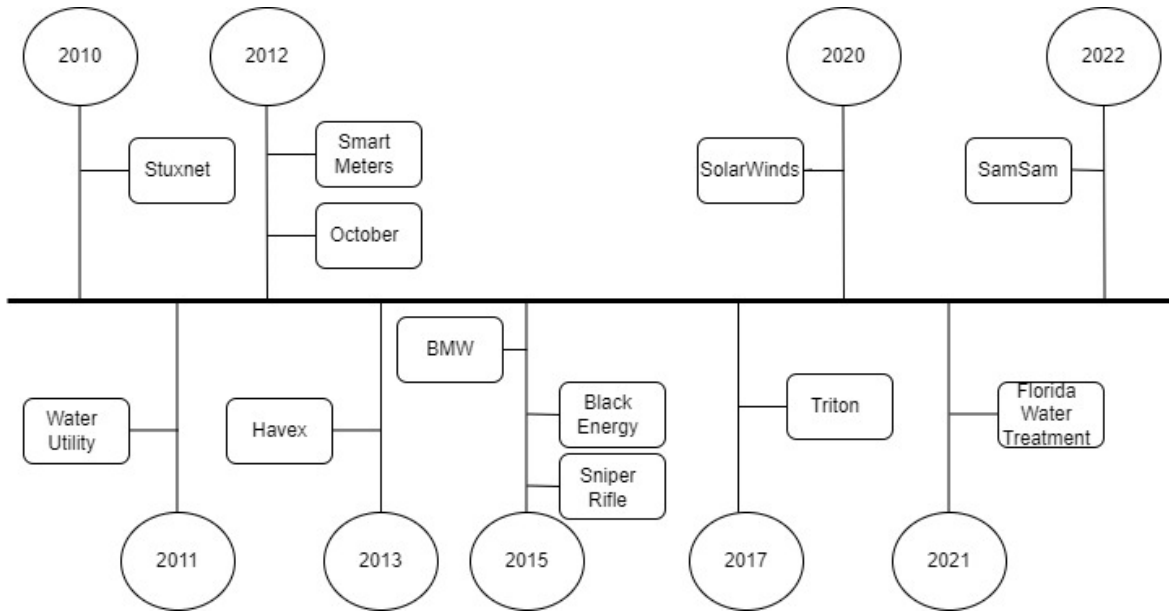 2010
2012
2020
2022
Stuxnet
Smart
Meters
October
SolarWinds
SamSam
BMW
Water
Utility
Havex
Black
Energy
Sniper
Rifle
Triton
Florida
Water
Treatment
2011
2013
2015
2017
2021